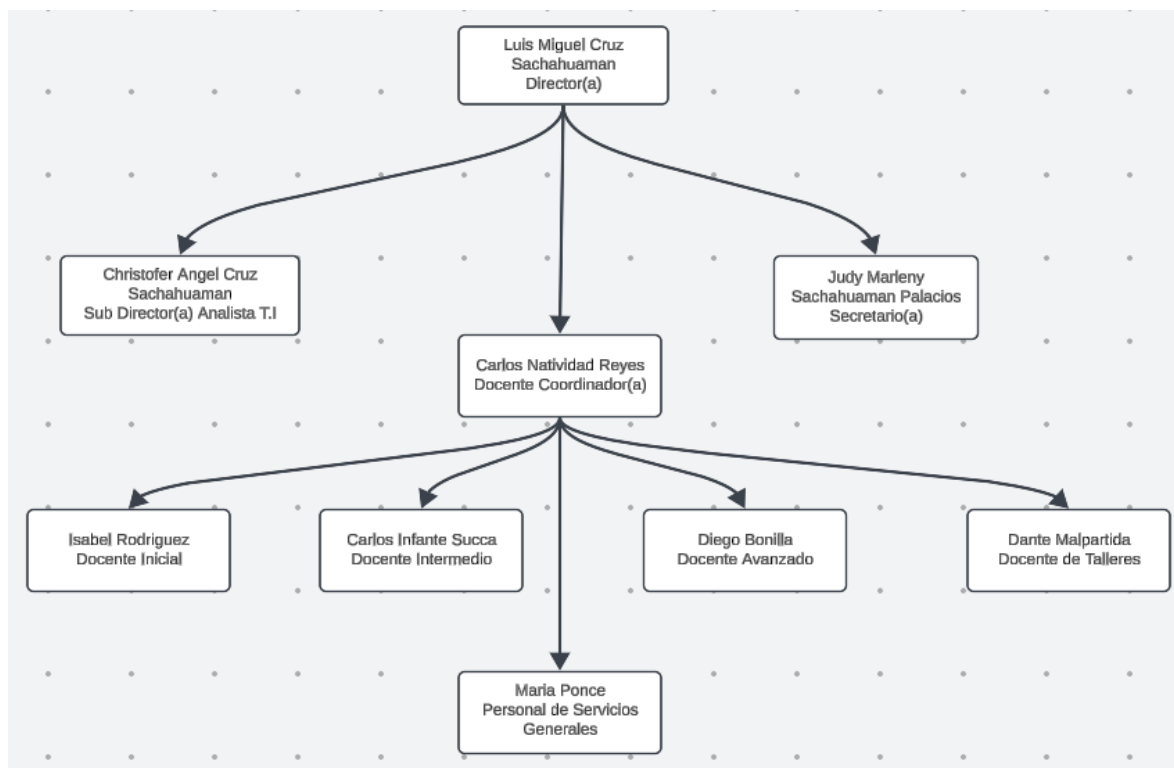 Luis Miguel Cruz
Sachahuaman
Director(a)
Christofer Angel Cruz
Sachahuaman
Sub Director(a) Analista T.I
Judy Marleny
Sachahuaman Palacios
Secretario(a)
Carlos Natividad Reyes
Docente Coordinador(a)
Isabel Rodriguez
Docente Inicial
Carlos Infante Succa
Docente Intermedio
Diego Bonilla
Docente Avanzado
Dante Malpartida
Docente de Talleres
Maria Ponce
Personal de Servicios
Generales